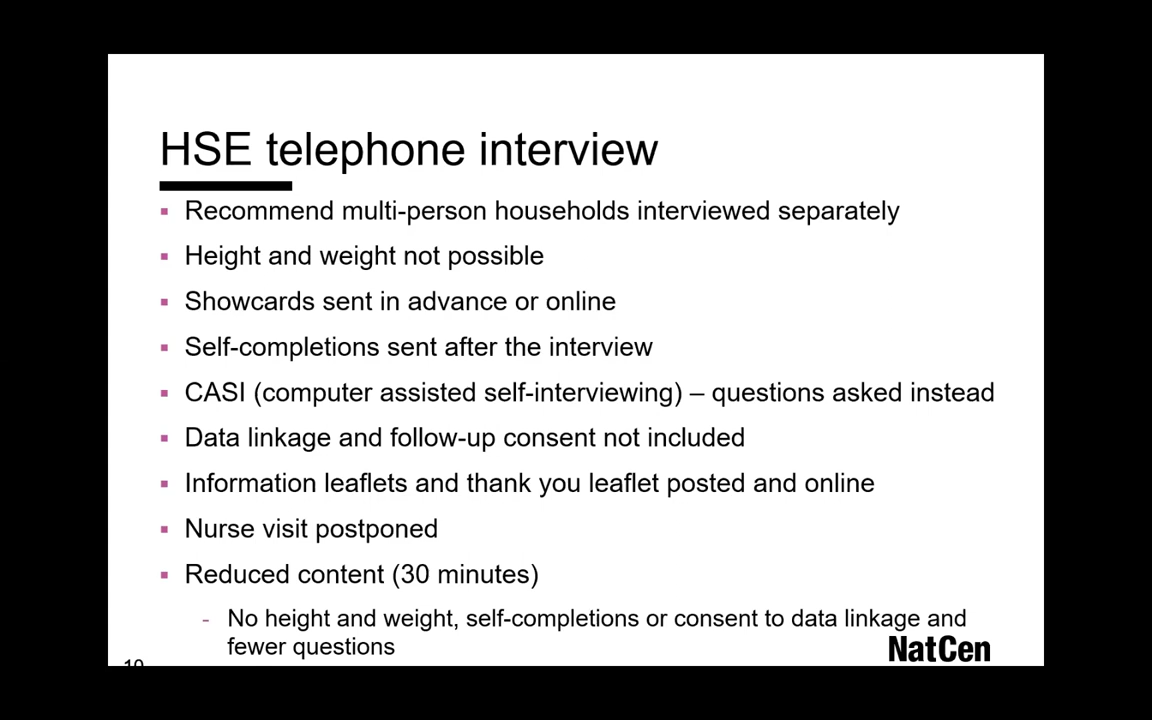 HSE telephone interview
▪ Recommend multi-person households interviewed separately
▪ Height and weight not possible
▪ Showcards sent in advance or online
▪ Self-completions sent after the interview
▪ CASI (computer assisted self-interviewing) – questions asked instead
▪ Data linkage and follow-up consent not included
▪ Information leaflets and thank you leaflet posted and online
▪ Nurse visit postponed
▪ Reduced content (30 minutes)
- No height and weight, self-completions or consent to data linkage and
fewer questions
NatCen